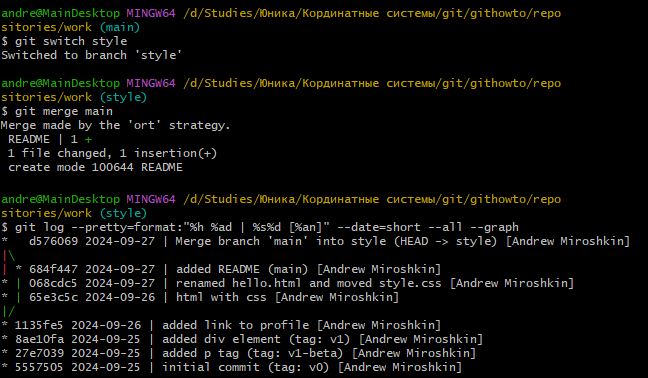 andre@MainDesktop MINGW64 /d/Studies/Юника/Кординатные системы/git/githowto/repo
sitories/work (main)
$ git switch style
Switched to branch 'style'
andre@MainDesktop MINGW64 /d/Studies/Юника/Кординатные системы/git/githowto/repo
sitories/work (style)
$ git merge main
Merge made by the 'ort' strategy.
 README | 1 +
 1 file changed, 1 insertion(+)
 create mode 100644 README
andre@MainDesktop MINGW64 /d/Studies/Юника/Кординатные системы/git/githowto/repo
sitories/work (style)
$ git log --pretty=format:"%h %ad | %s%d [%an]" --date=short --all --graph
*   d576069 2024-09-27 | Merge branch 'main' into style (HEAD -> style) [Andrew Miroshkin]
|\
| * 684f447 2024-09-27 | added README (main) [Andrew Miroshkin]
* | 068cdc5 2024-09-27 | renamed hello.html and moved style.css [Andrew Miroshkin]
* | 65e3c5c 2024-09-26 | html with css [Andrew Miroshkin]
|/
* 1135fe5 2024-09-26 | added link to profile [Andrew Miroshkin]
* 8ae10fa 2024-09-25 | added div element (tag: v1) [Andrew Miroshkin]
* 27e7039 2024-09-25 | added p tag (tag: v1-beta) [Andrew Miroshkin]
* 5557505 2024-09-25 | initial commit (tag: v0) [Andrew Miroshkin]